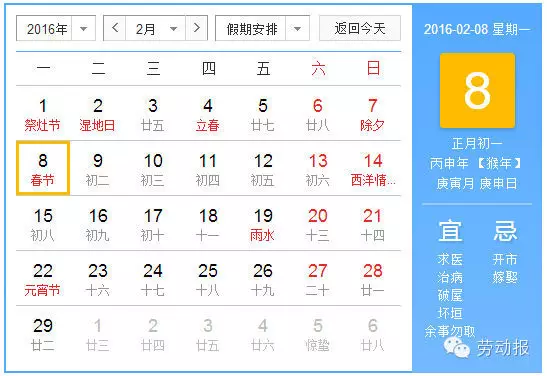 2016年 2月 假期安排 返回今天
一 二 三 四 五 六 日
1 2 3 4 5 6 7
祭灶节 湿地日 廿五 立春 廿七 廿八 除夕
8 9 10 11 12 13 14
春节 初二 初三 初四 初五 初六 西洋情...
15 16 17 18 19 20 21
初八 初九 初十 十一 雨水 十三 十四
22 23 24 25 26 27 28
元宵节 十六 十七 十八 十九 二十 廿一
29 1 2 3 4 5 6
廿二 廿三 廿四 廿五 廿六 惊蛰 廿八
2016-02-08 星期一
8
正月初一
丙申年 【猴年】
庚寅月 庚申日
宜 忌
求医 开市
治病 嫁娶
破屋
坏垣
余事勿取
劳动报